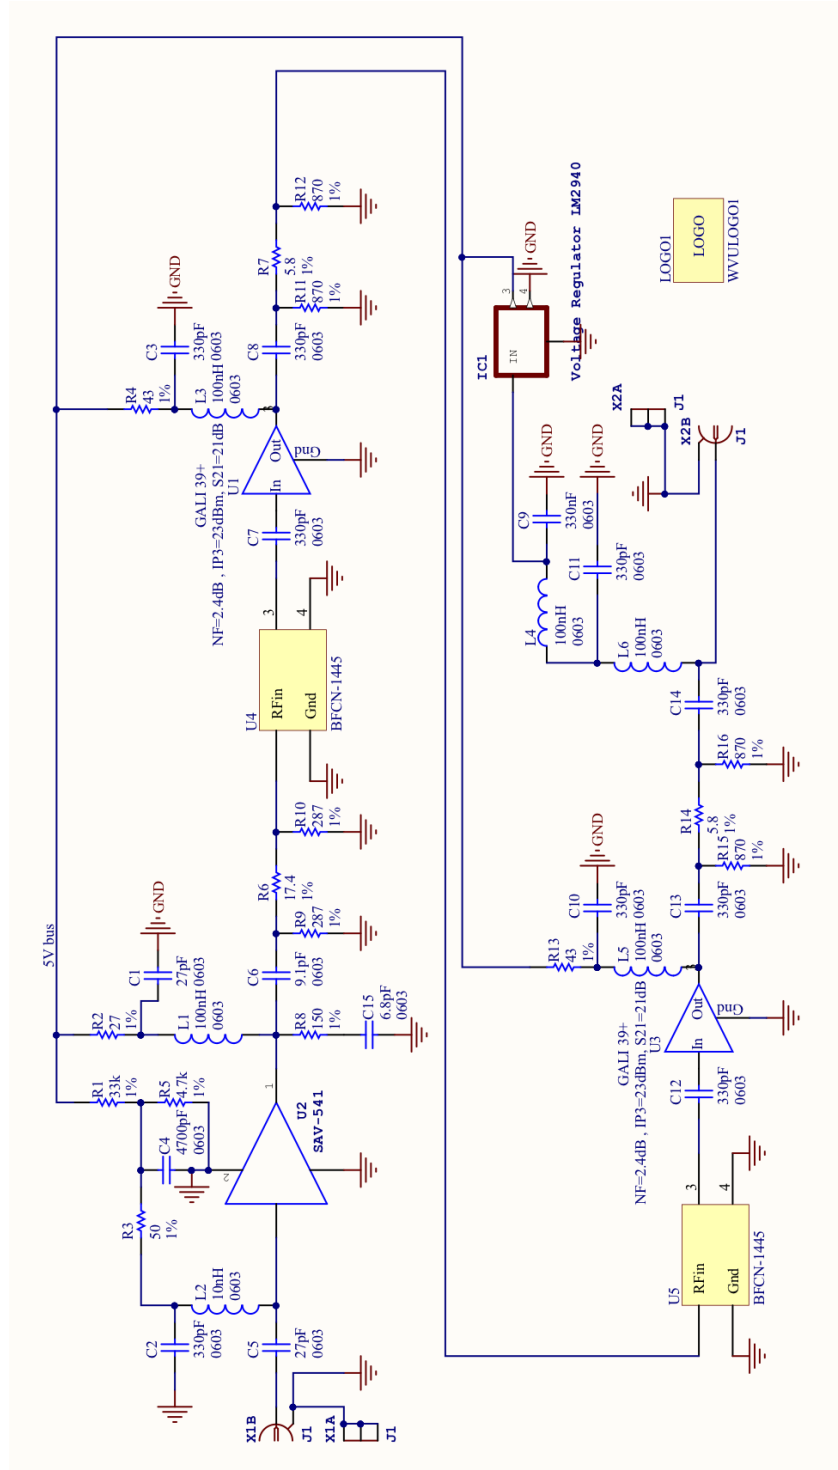 5V bus
R12
870
1%
R7
5.8
1%
R11
870
1%
GND
C3
330pF
0603
C8
330pF
0603
R4
43
1%
L3
100nH
0603
GALI 39+
NF=2.4dB , IP3=23dBm, S21=21dB
U1
In
Out
Gnd
C7
330pF
0603
3
4
U4
RFin
Gnd
BFCN-1445
R10
287
1%
R6
17.4
1%
R9
287
1%
GND
C1
27pF
0603
C6
9.1pF
0603
R2
27
1%
L1
100nH
0603
R8
150
1%
C15
6.8pF
0603
R1
33k
1%
R5
4.7k
1%
C4
4700pF
0603
1
2
U2
SAV-541
R3
50
1%
L2
10nH
0603
C2
330pF
0603
C5
27pF
0603
X1B
J1
X1A
J1
LOGO1
LOGO
WVULOGO1
GND
3
4
IC1
IN
Voltage Regulator LM2940
X2A
J1
X2B
J1
GND
GND
C9
330nF
0603
C11
330pF
0603
L4
100nH
0603
L6
100nH
0603
C14
330pF
0603
R16
870
1%
R14
5.8
1%
R15
870
1%
GND
C10
330pF
0603
C13
330pF
0603
R13
43
1%
L5
100nH
0603
GALI 39+
NF=2.4dB , IP3=23dBm, S21=21dB
U3
In
Out
Gnd
C12
330pF
0603
3
4
U5
RFin
Gnd
BFCN-1445